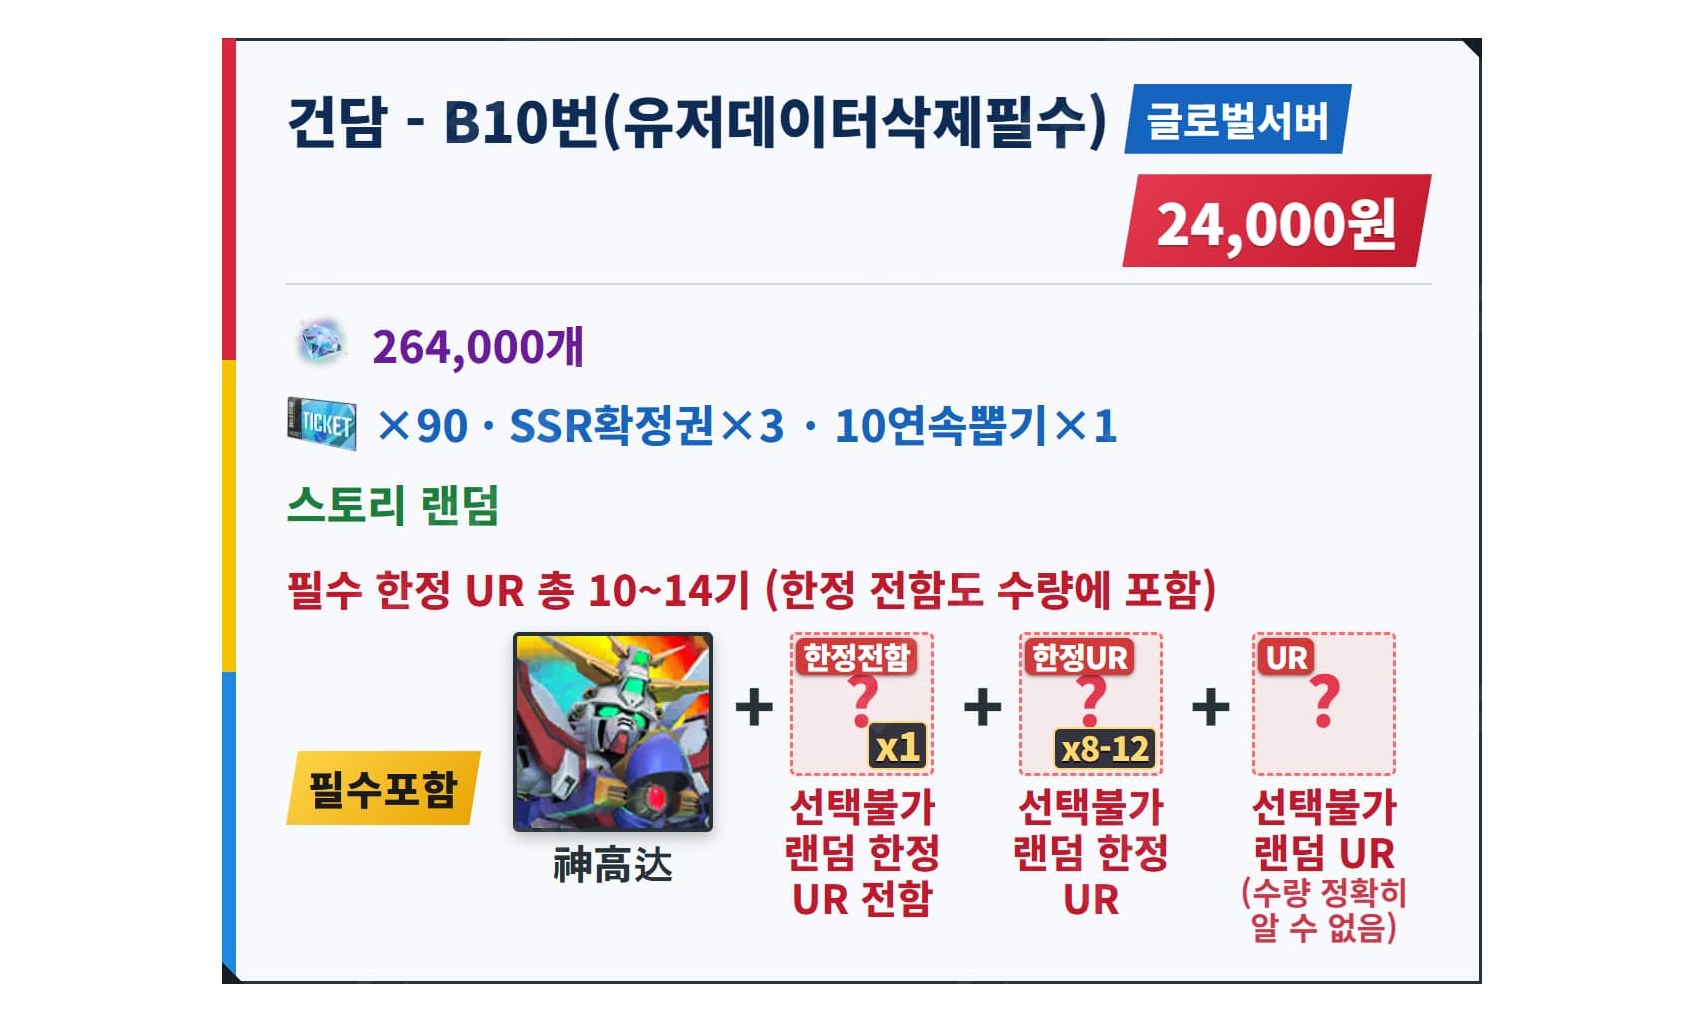 건담 - B10번(유저데이터삭제필수) 글로벌서버
24,000원
264,000개
TICKET ×90 · SSR확정권×3 · 10연속뽑기×1
스토리 랜덤
필수 한정 UR 총 10~14기 (한정 전함도 수량에 포함)
필수포함
神高达
+
한정전함
?
x1
선택불가
랜덤 한정
UR 전함
+
한정UR
?
x8-12
선택불가
랜덤 한정
UR
+
UR
?
선택불가
랜덤 UR
(수량 정확히
알 수 없음)